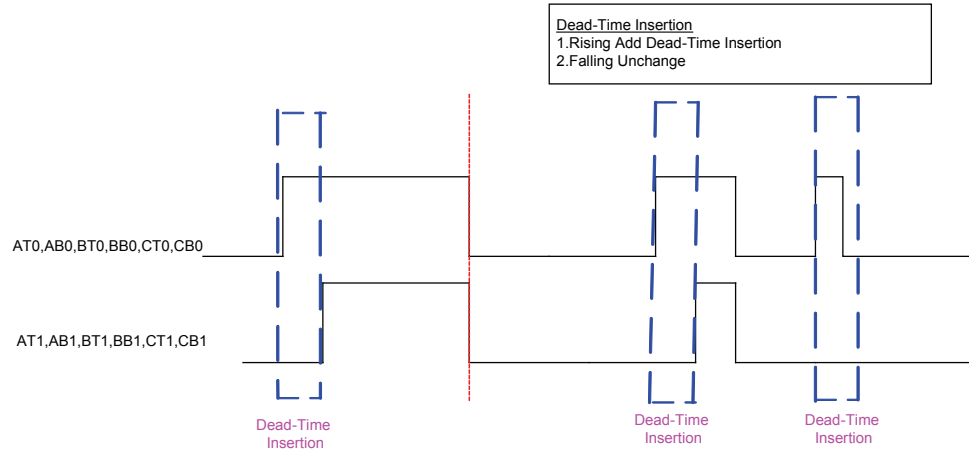 Dead-Time Insertion
1.Rising Add Dead-Time Insertion
2.Falling Unchange
AT0,AB0,BT0,BB0,CT0,CB0
AT1,AB1,BT1,BB1,CT1,CB1
Dead-Time
Insertion
Dead-Time
Insertion
Dead-Time
Insertion